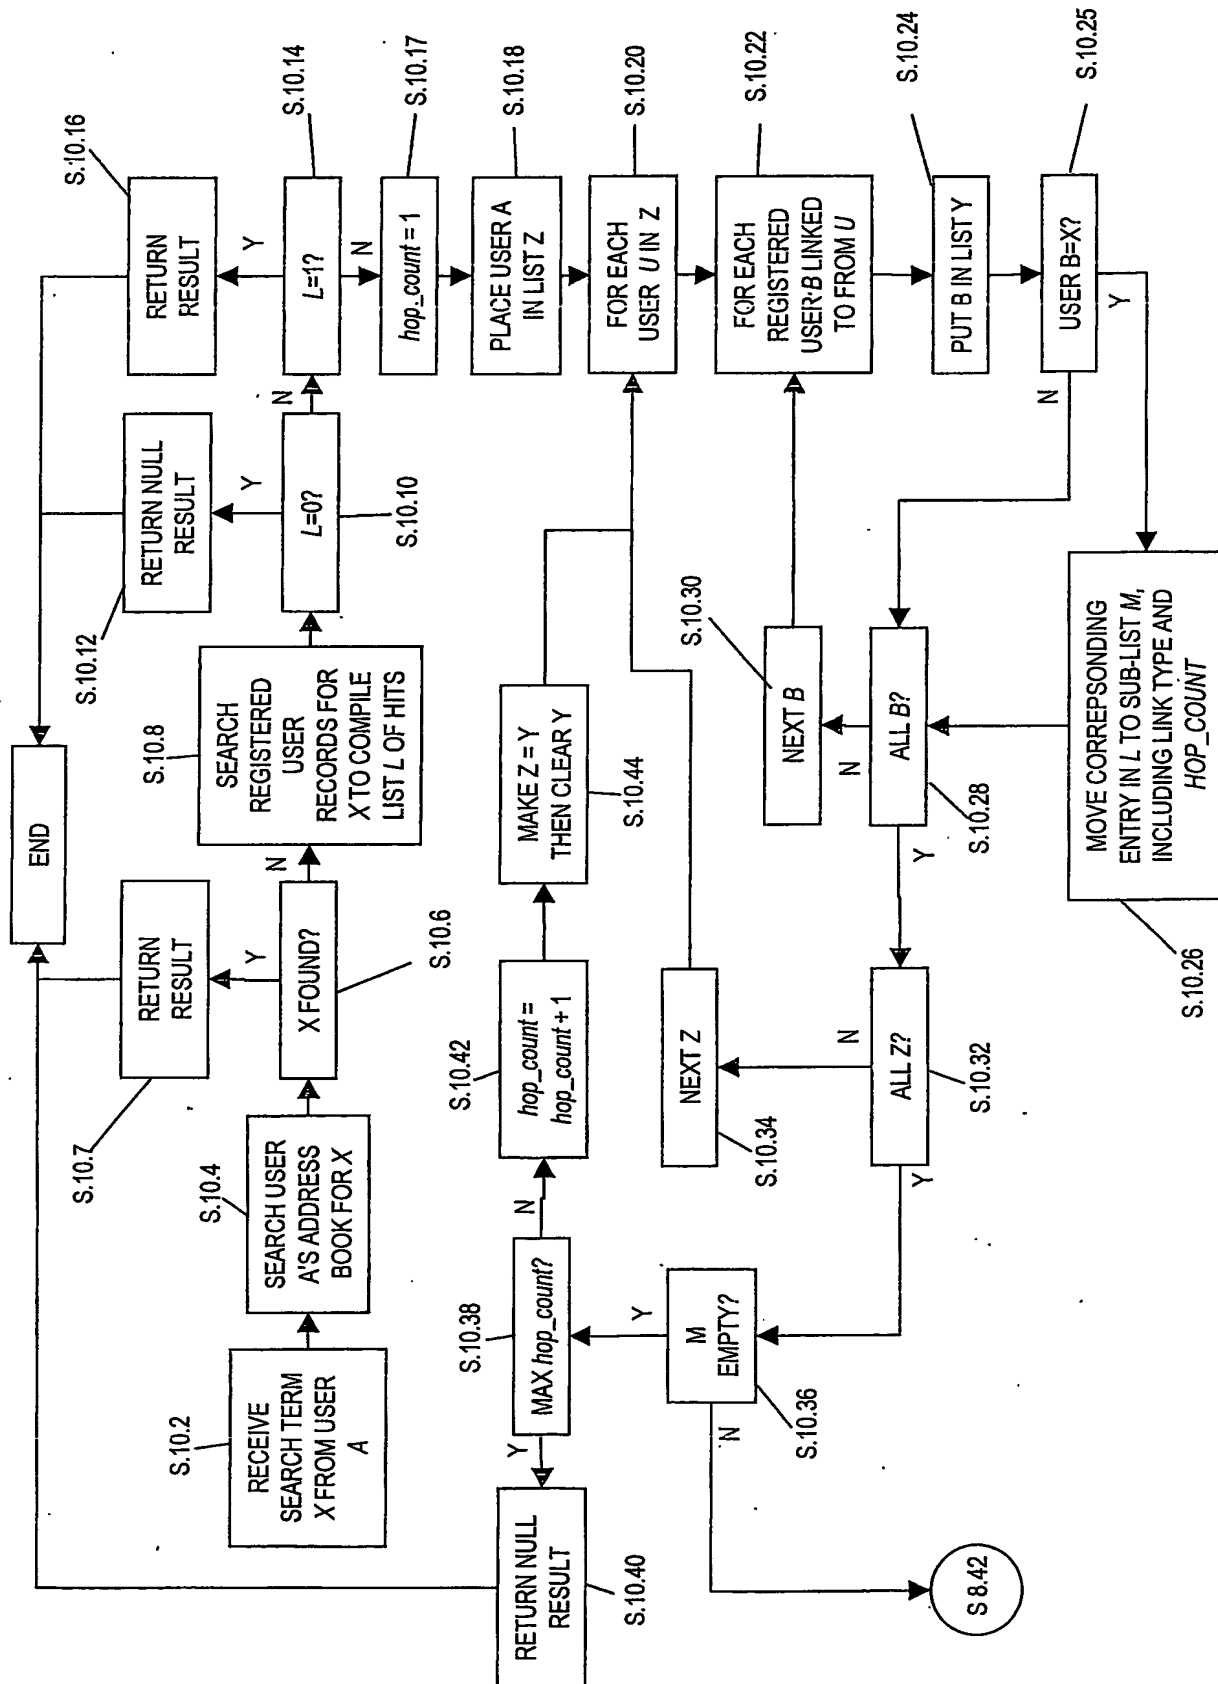 S.10.2
RECEIVE
SEARCH TERM
X FROM USER
A
S.10.4
SEARCH USER
A'S ADDRESS
BOOK FOR X
S.10.6
X FOUND?
Y
N
S.10.7
RETURN
RESULT
END
S.10.8
SEARCH
REGISTERED
USER
RECORDS FOR
X TO COMPILE
LIST L OF HITS
S.10.10
L=0?
Y
N
S.10.12
RETURN NULL
RESULT
S.10.14
L=1?
Y
N
S.10.16
RETURN
RESULT
S.10.17
hop_count = 1
S.10.18
PLACE USER A
IN LIST Z
S.10.20
FOR EACH
USER U IN Z
S.10.22
FOR EACH
REGISTERED
USER B LINKED
TO FROM U
S.10.24
PUT B IN LIST Y
S.10.25
USER B=X?
N
Y
S.10.26
MOVE CORREPSONDING
ENTRY IN L TO SUB-LIST M,
INCLUDING LINK TYPE AND
HOP_COUNT
S.10.28
ALL B?
N
Y
S.10.30
NEXT B
S.10.32
ALL Z?
N
Y
S.10.34
NEXT Z
S.10.36
M
EMPTY?
Y
N
S 8.42
S.10.38
MAX hop_count?
Y
N
S.10.40
RETURN NULL
RESULT
S.10.42
hop_count =
hop_count + 1
S.10.44
MAKE Z = Y
THEN CLEAR Y